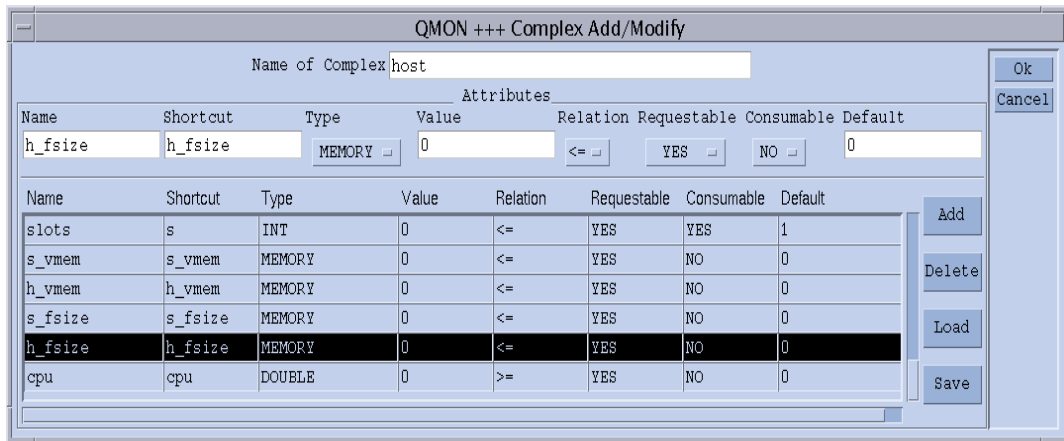 QMON +++ Complex Add/Modify
Name of Complex host
Ok
Cancel
Attributes
Name Shortcut Type Value Relation Requestable Consumable Default
h_fsize h_fsize MEMORY 0 <= YES NO 0
Name Shortcut Type Value Relation Requestable Consumable Default
slots s INT 0 <= YES YES 1
s_vmem s_vmem MEMORY 0 <= YES NO 0
h_vmem h_vmem MEMORY 0 <= YES NO 0
s_fsize s_fsize MEMORY 0 <= YES NO 0
h_fsize h_fsize MEMORY 0 <= YES NO 0
cpu cpu DOUBLE 0 >= YES NO 0
Add
Delete
Load
Save